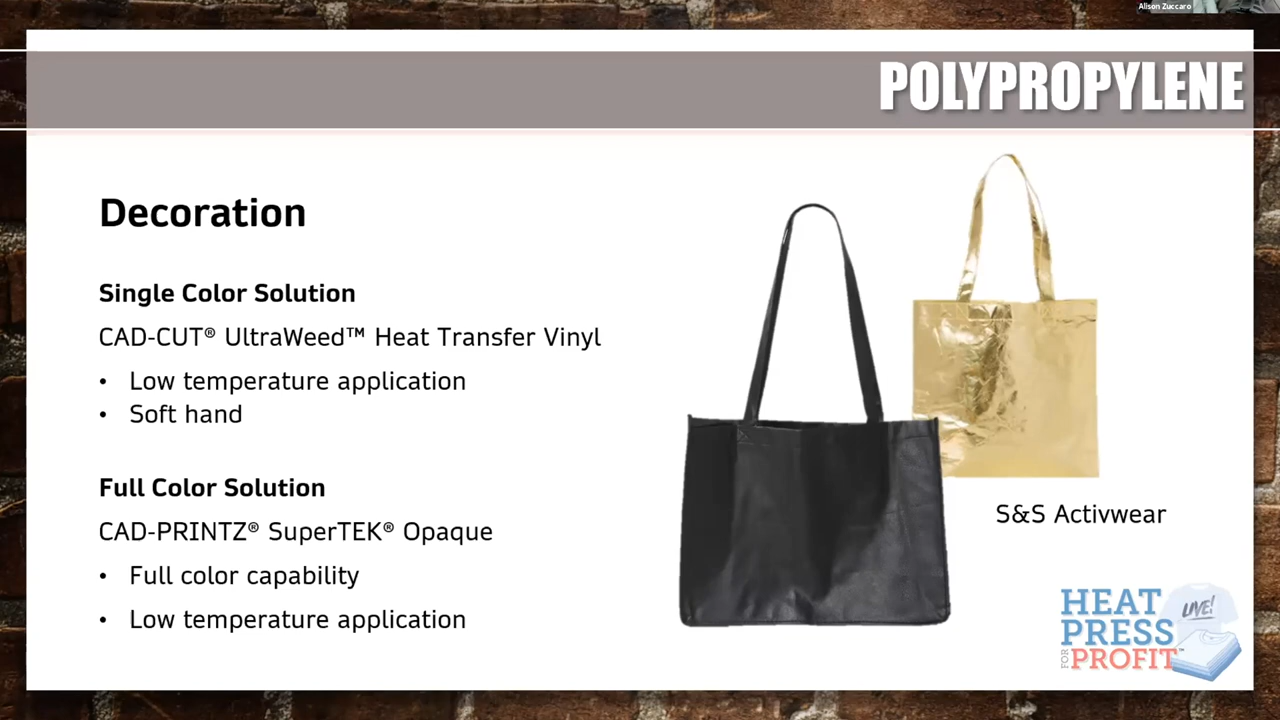 Alison Zuccaro
POLYPROPYLENE
Decoration
Single Color Solution
CAD-CUT® UltraWeed™ Heat Transfer Vinyl
• Low temperature application
• Soft hand
Full Color Solution
CAD-PRINTZ® SuperTEK® Opaque
• Full color capability
• Low temperature application
S&S Activwear
HEAT
PRESS
FOR PROFIT™
LIVE!